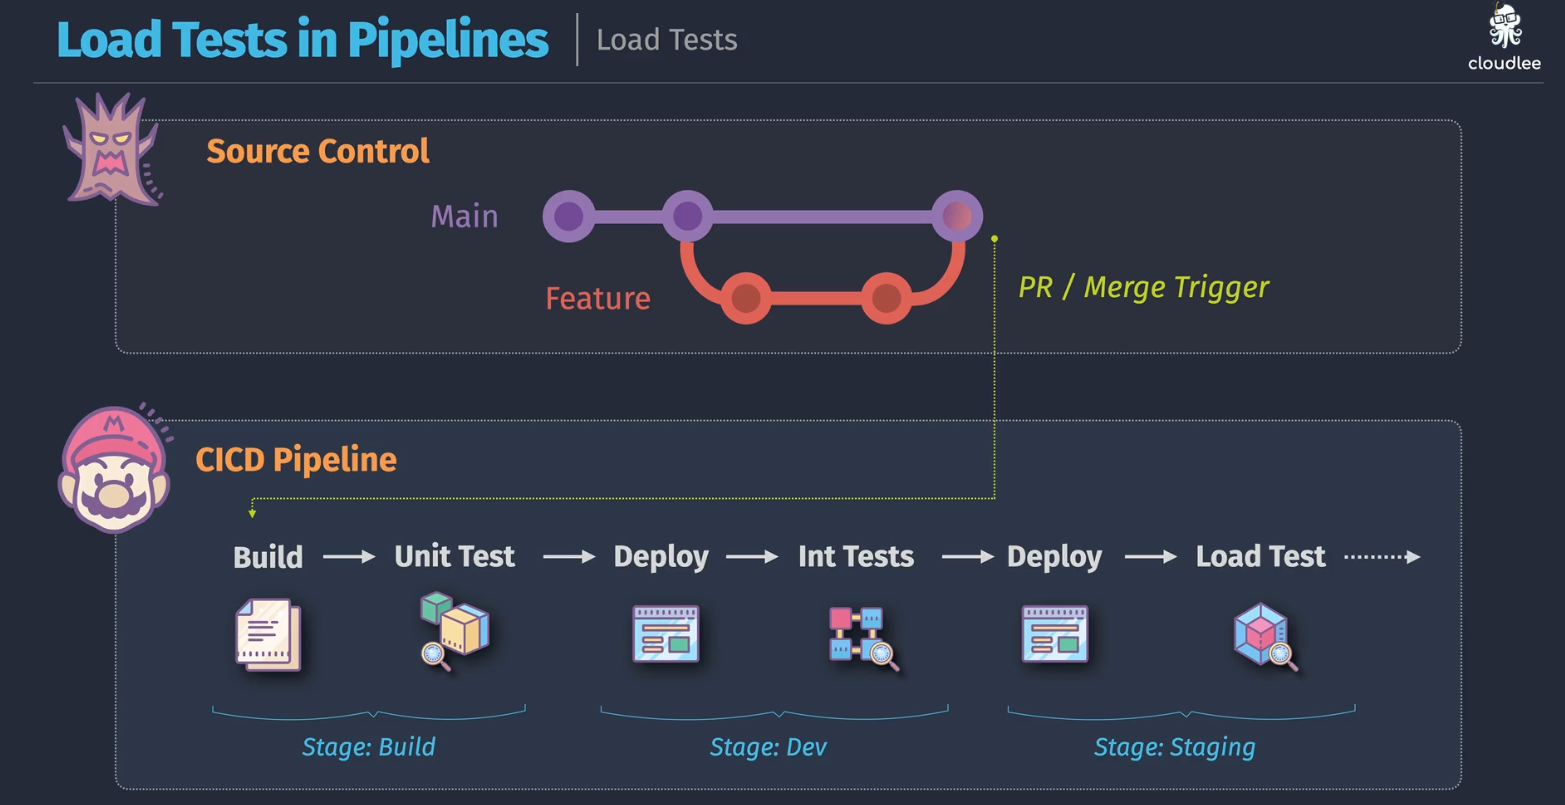 Load Tests in Pipelines
Load Tests
cloudlee
Source Control
Main
Feature
PR / Merge Trigger
M
CICD Pipeline
Build
Unit Test
Deploy
Int Tests
Deploy
Load Test
Stage: Build
Stage: Dev
Stage: Staging